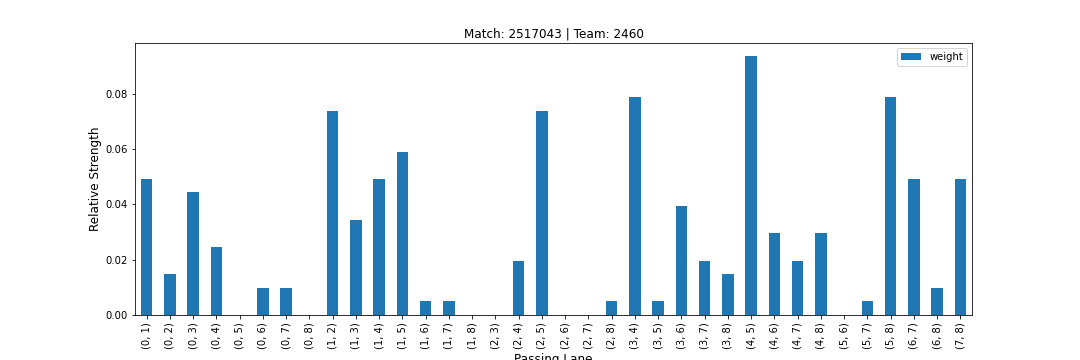 Match: 2517043 | Team: 2460
weight
Relative Strength
0.08
0.06
0.04
0.02
0.00
(0, 1) (0, 2) (0, 3) (0, 4) (0, 5) (0, 6) (0, 7) (0, 8) (1, 2) (1, 3) (1, 4) (1, 5) (1, 6) (1, 7) (1, 8) (2, 3) (2, 4) (2, 5) (2, 6) (2, 7) (2, 8) (3, 4) (3, 5) (3, 6) (3, 7) (3, 8) (4, 5) (4, 6) (4, 7) (4, 8) (5, 6) (5, 7) (5, 8) (6, 7) (6, 8) (7, 8)
Passing Lane